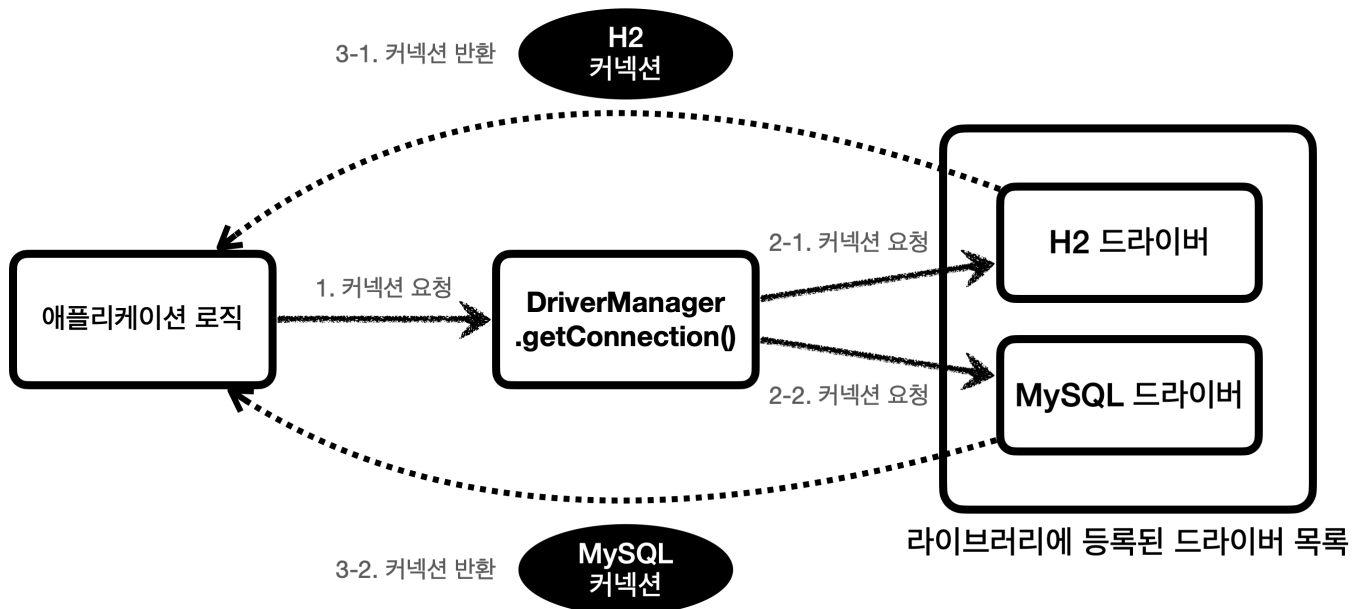 H2
커넥션
3-1. 커넥션 반환
애플리케이션 로직
1. 커넥션 요청
DriverManager
.getConnection()
2-1. 커넥션 요청
2-2. 커넥션 요청
H2 드라이버
MySQL 드라이버
라이브러리에 등록된 드라이버 목록
3-2. 커넥션 반환
MySQL
커넥션